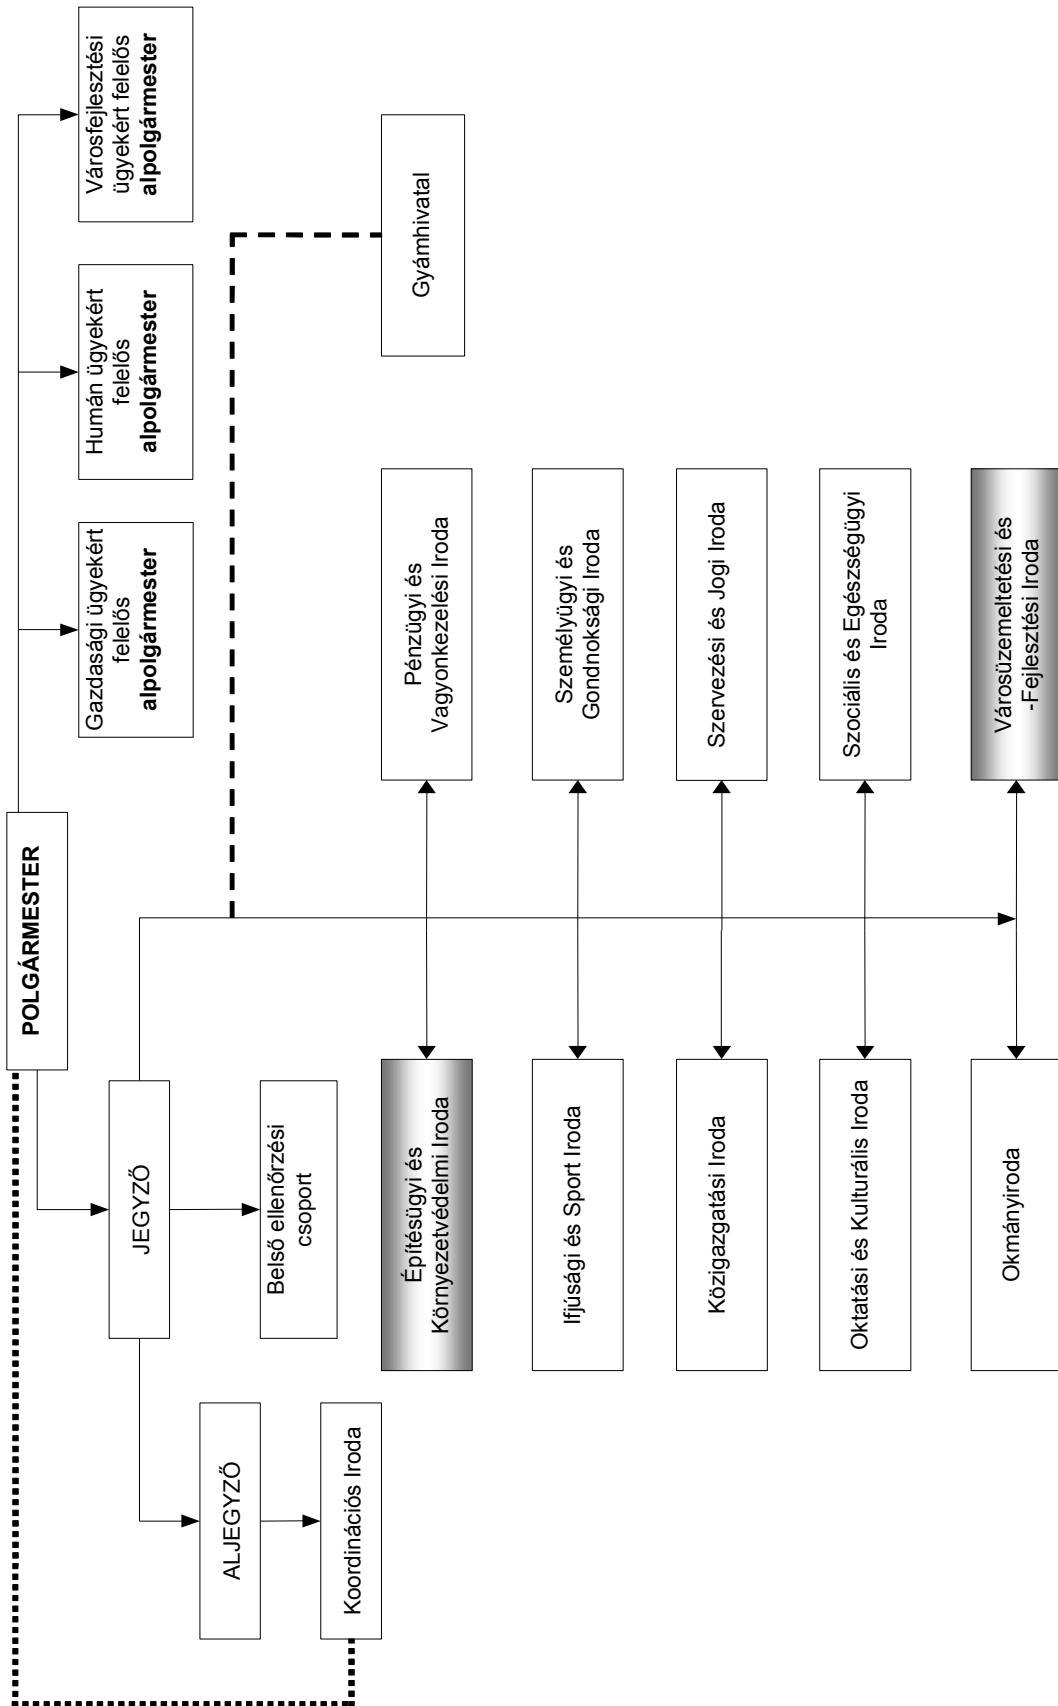 POLGÁRMESTER
Gazdasági ügyekért
felelős
alpolgármester
Humán ügyekért
felelős
alpolgármester
Városfejlesztési
ügyekért felelős
alpolgármester
JEGYZŐ
ALJEGYZŐ
Belső ellenőrzési
csoport
Koordinációs Iroda
Építésügyi és
Környezetvédelmi Iroda
Pénzügyi és
Vagyonkezelési Iroda
Gyámhivatal
Ifjúsági és Sport Iroda
Személyügyi és
Gondnoksági Iroda
Közigazgatási Iroda
Szervezési és Jogi Iroda
Oktatási és Kulturális Iroda
Szociális és Egészségügyi
Iroda
Okmányiroda
Városüzemeltetési és
-Fejlesztési Iroda